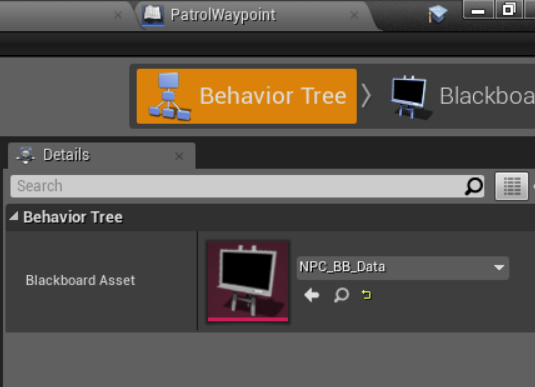 PatrolWaypoint
Behavior Tree
Blackboa
Details
Search
Behavior Tree
Blackboard Asset
NPC_BB_Data